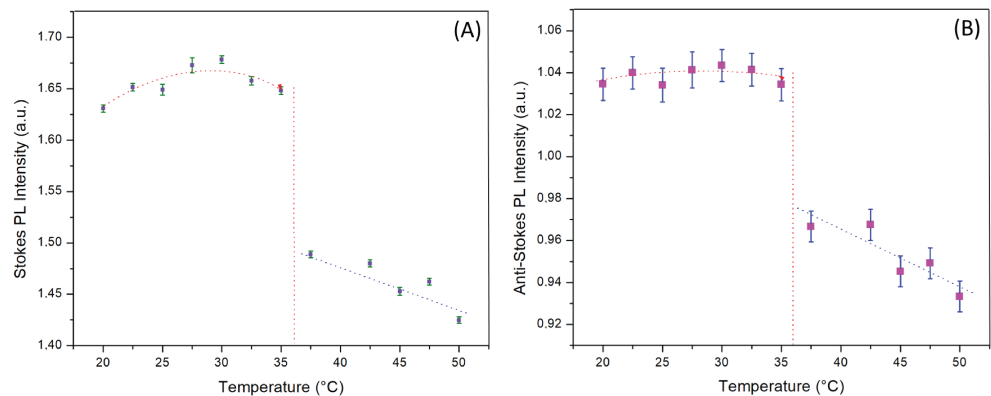 (A)
Stokes PL Intensity (a.u.)
1.70
1.65
1.60
1.55
1.50
1.45
1.40
20 25 30 35 40 45 50
Temperature (°C)
(B)
Anti-Stokes PL Intensity (a.u.)
1.06
1.04
1.02
1,00
0.98
0.96
0.94
0.92
20 25 30 35 40 45 50
Temperature (°C)